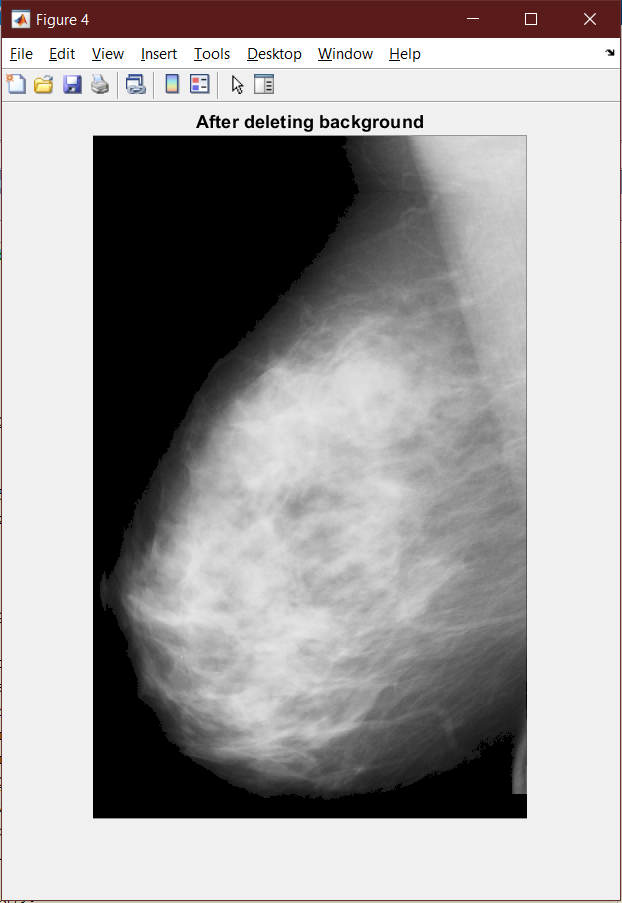 Figure 4
File Edit View Insert Tools Desktop Window Help
After deleting background